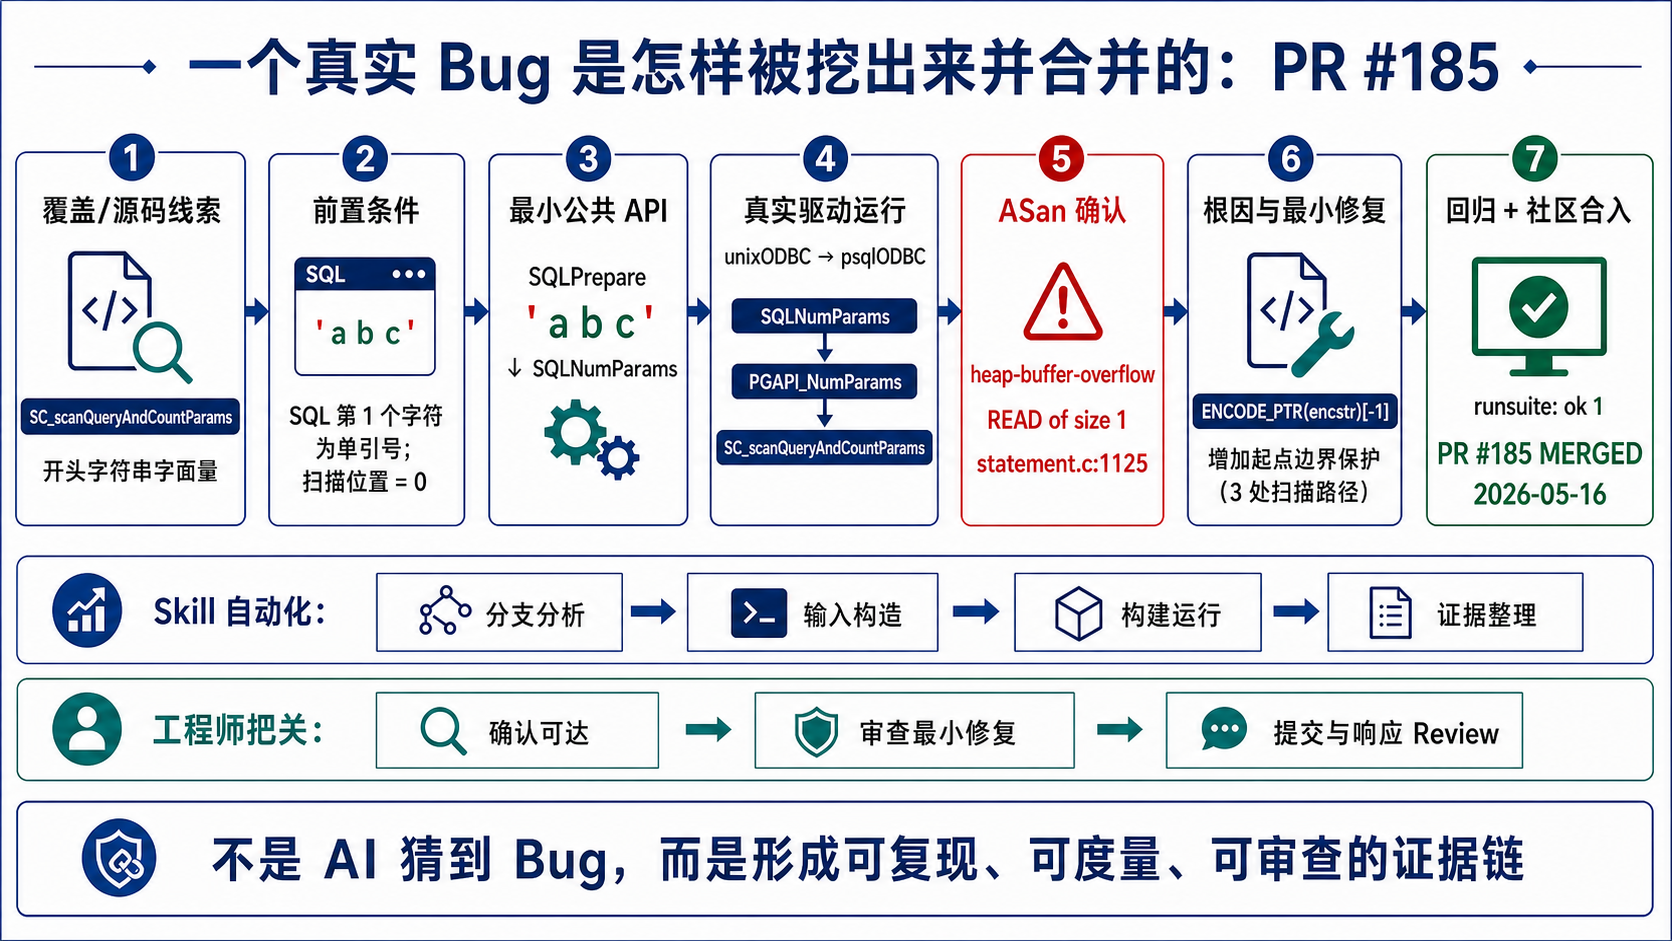 一个真实 Bug 是怎样被挖出来并合并的：PR #185
1
覆盖/源码线索
</>
SC_scanQueryAndCountParams
开头字符串字面量
2
前置条件
SQL
'abc'
SQL 第 1 个字符
为单引号；
扫描位置 = 0
3
最小公共 API
SQLPrepare
'abc'
↓ SQLNumParams
4
真实驱动运行
unixODBC → psqlODBC
SQLNumParams
PGAPI_NumParams
SC_scanQueryAndCountParams
5
ASan 确认
heap-buffer-overflow
READ of size 1
statement.c:1125
6
根因与最小修复
</>
ENCODE_PTR(encstr)[-1]
增加起点边界保护
（3 处扫描路径）
7
回归 + 社区合入
runsuite: ok 1
PR #185 MERGED
2026-05-16
Skill 自动化：
分支分析
输入构造
构建运行
证据整理
工程师把关：
确认可达
审查最小修复
提交与响应 Review
不是 AI 猜到 Bug，而是形成可复现、可度量、可审查的证据链